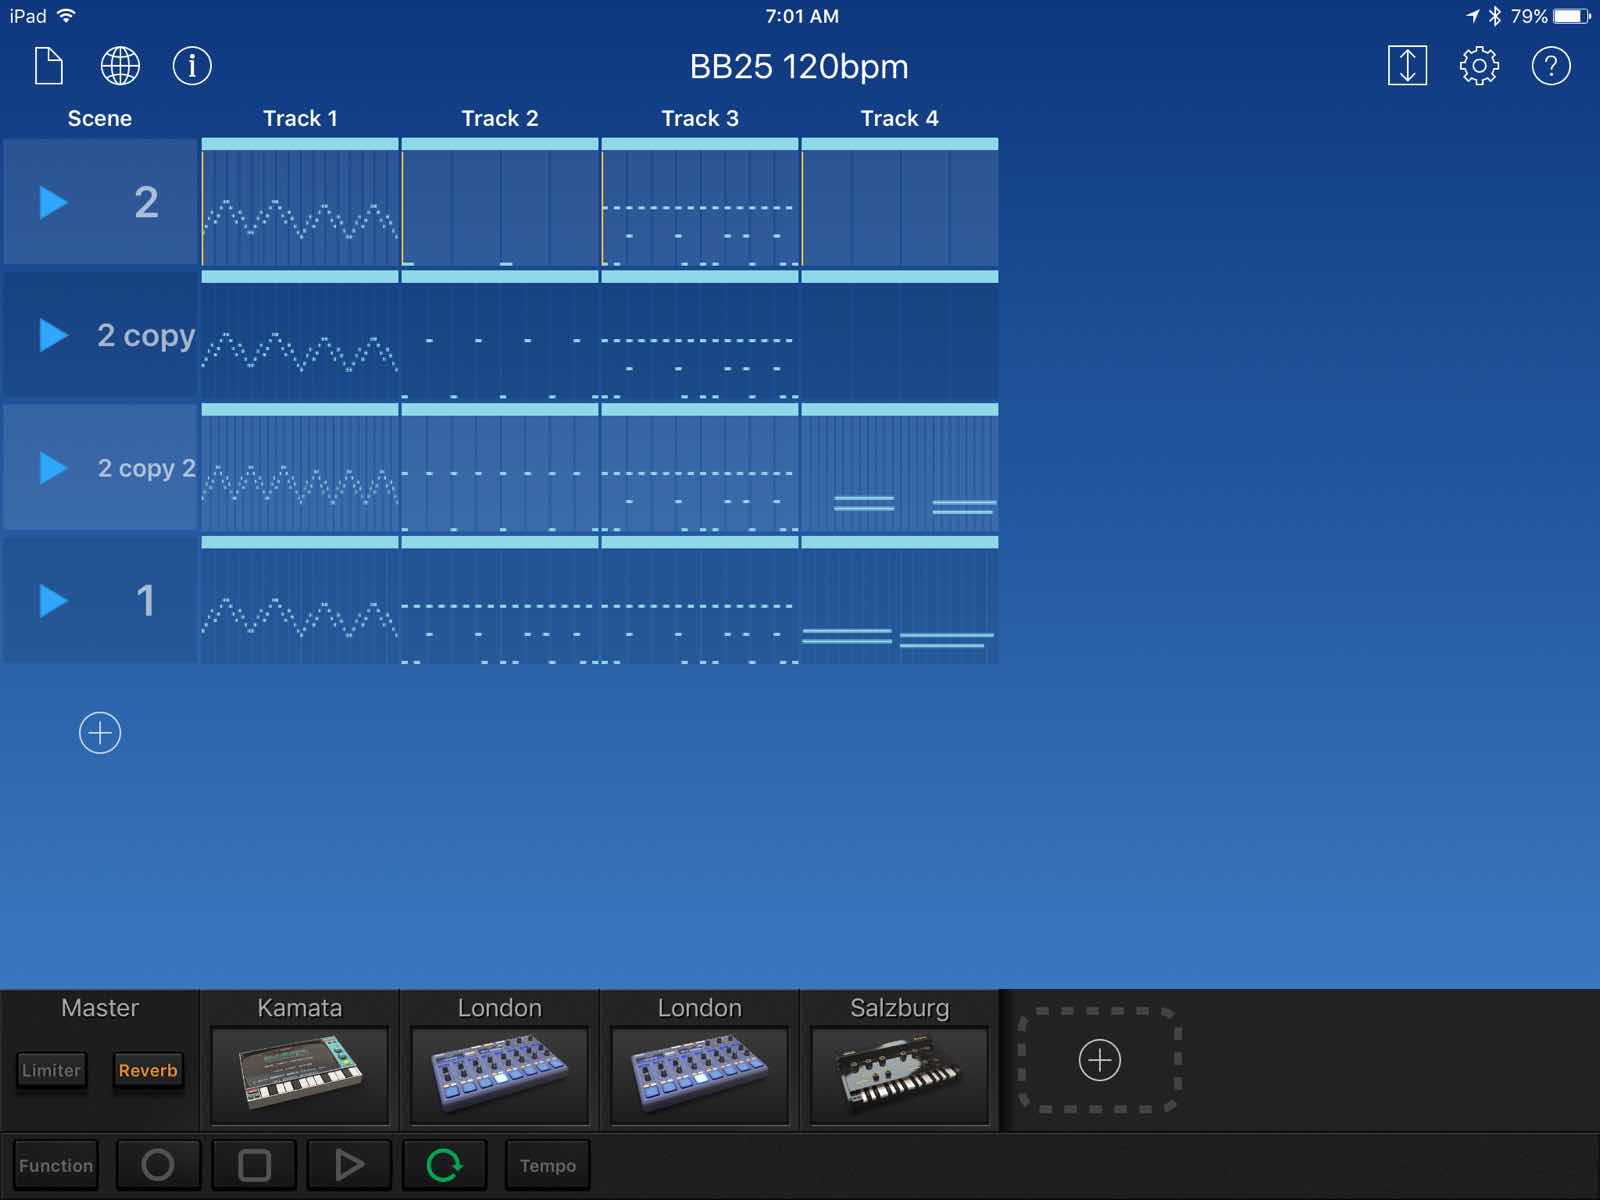 iPad 7:01 AM 79%
i BB25 120bpm ?
Scene Track 1 Track 2 Track 3 Track 4
2
2 copy
2 copy 2
1
Master Kamata London London Salzburg
Limiter Reverb
Function Tempo